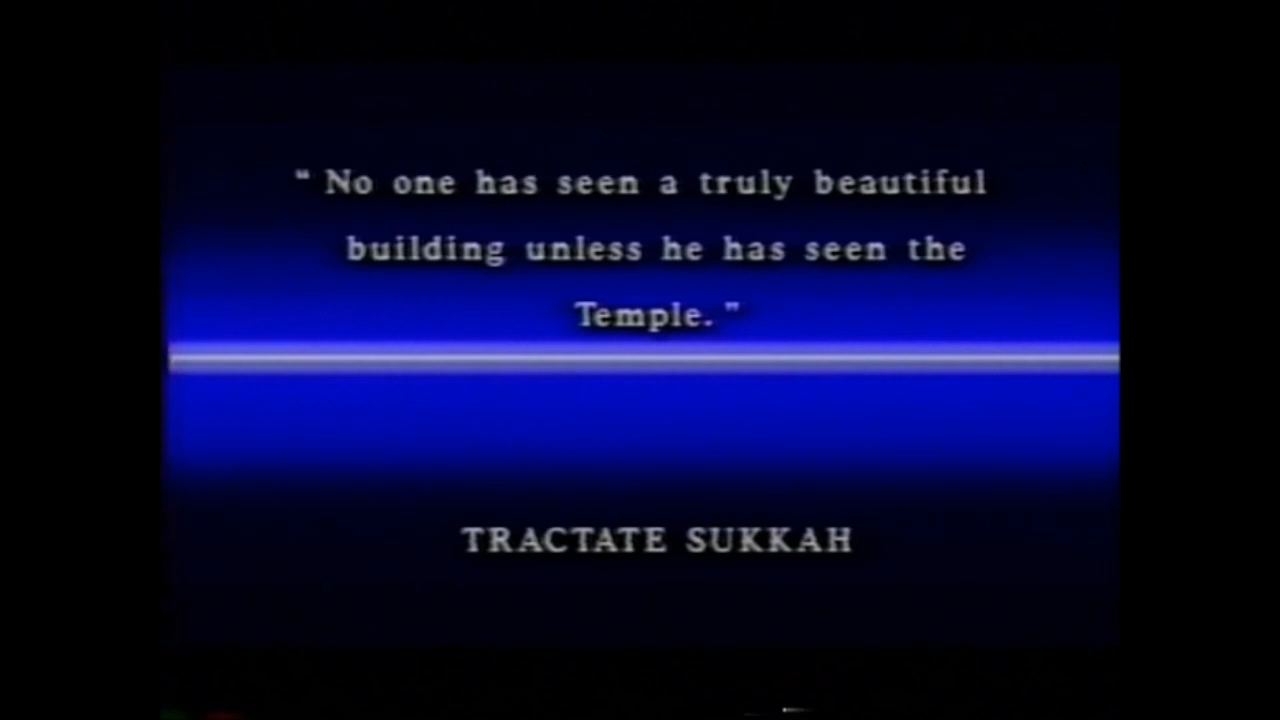 “ No one has seen a truly beautiful
building unless he has seen the
Temple. ”
TRACTATE SUKKAH